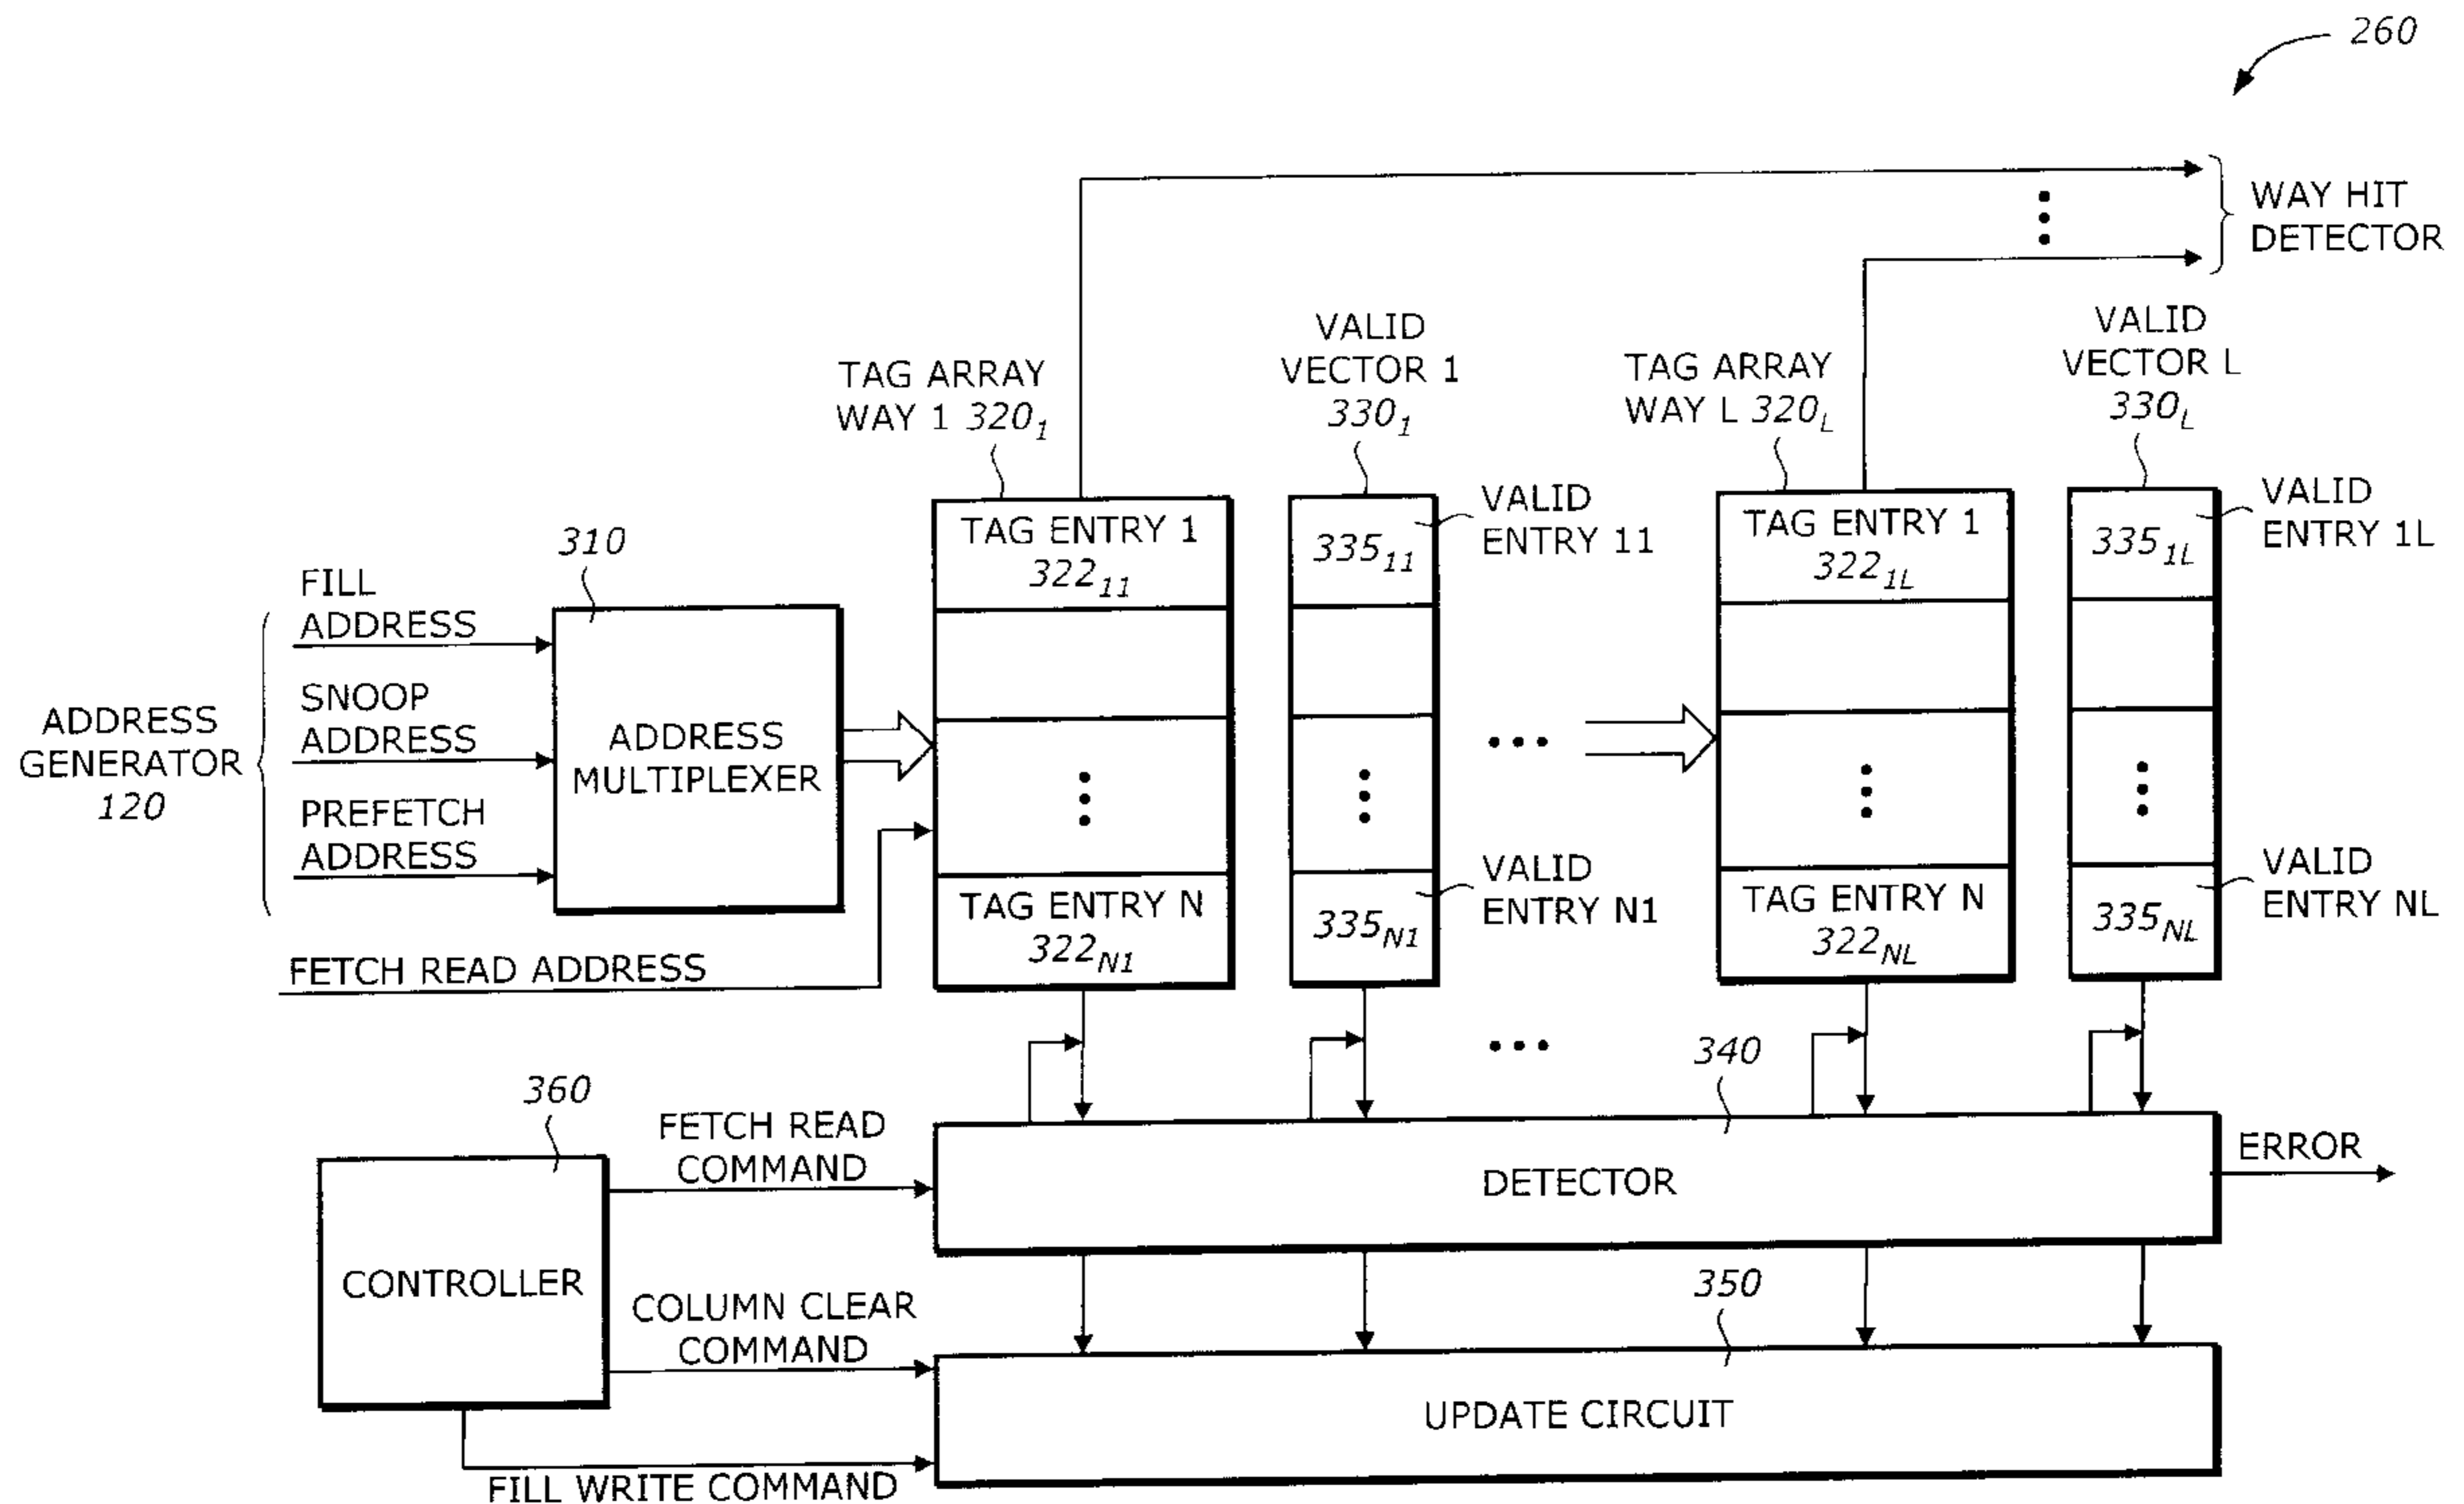 260
WAY HIT
DETECTOR
VALID
VECTOR 1
330₁
VALID
VECTOR L
330L
TAG ARRAY
WAY 1 320₁
TAG ARRAY
WAY L 320L
310
TAG ENTRY 1
322₁₁
335₁₁
VALID
ENTRY 11
TAG ENTRY 1
322₁L
335₁L
VALID
ENTRY 1L
FILL
ADDRESS
SNOOP
ADDRESS
PREFETCH
ADDRESS
ADDRESS
GENERATOR
120
ADDRESS
MULTIPLEXER
FETCH READ ADDRESS
TAG ENTRY N
322N1
335N1
VALID
ENTRY N1
TAG ENTRY N
322NL
335NL
VALID
ENTRY NL
360
CONTROLLER
FETCH READ
COMMAND
340
DETECTOR
ERROR
COLUMN CLEAR
COMMAND
350
UPDATE CIRCUIT
FILL WRITE COMMAND